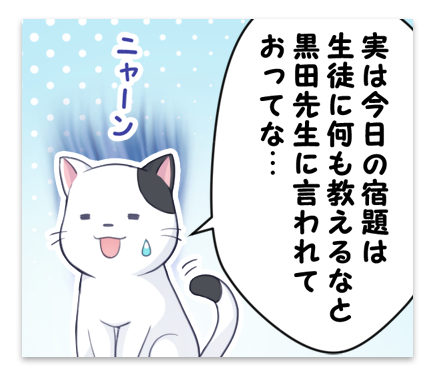 実は今日の宿題は
生徒に何も教えるなと
黒田先生に言われて
おってな…
ニャーン